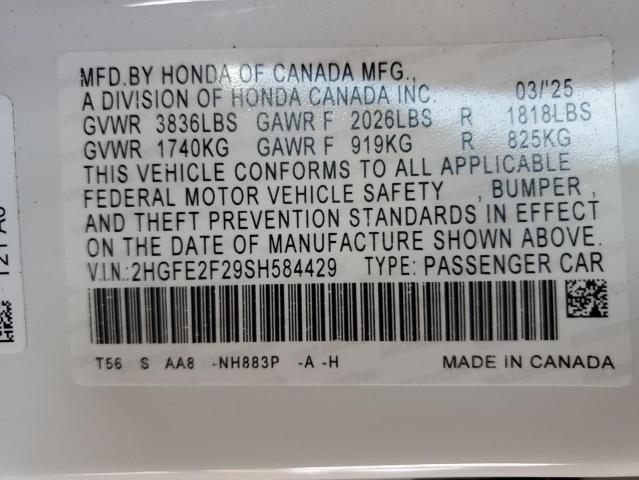 MFD.BY HONDA OF CANADA MFG.,
A DIVISION OF HONDA CANADA INC. 03/'25
GVWR 3836LBS GAWR F 2026LBS R 1818LBS
GVWR 1740KG GAWR F 919KG R 825KG
THIS VEHICLE CONFORMS TO ALL APPLICABLE
FEDERAL MOTOR VEHICLE SAFETY , BUMPER ,
AND THEFT PREVENTION STANDARDS IN EFFECT
ON THE DATE OF MANUFACTURE SHOWN ABOVE.
V.I.N.:2HGFE2F29SH584429 TYPE: PASSENGER CAR
T56 S AA8 -NH883P -A -H MADE IN CANADA